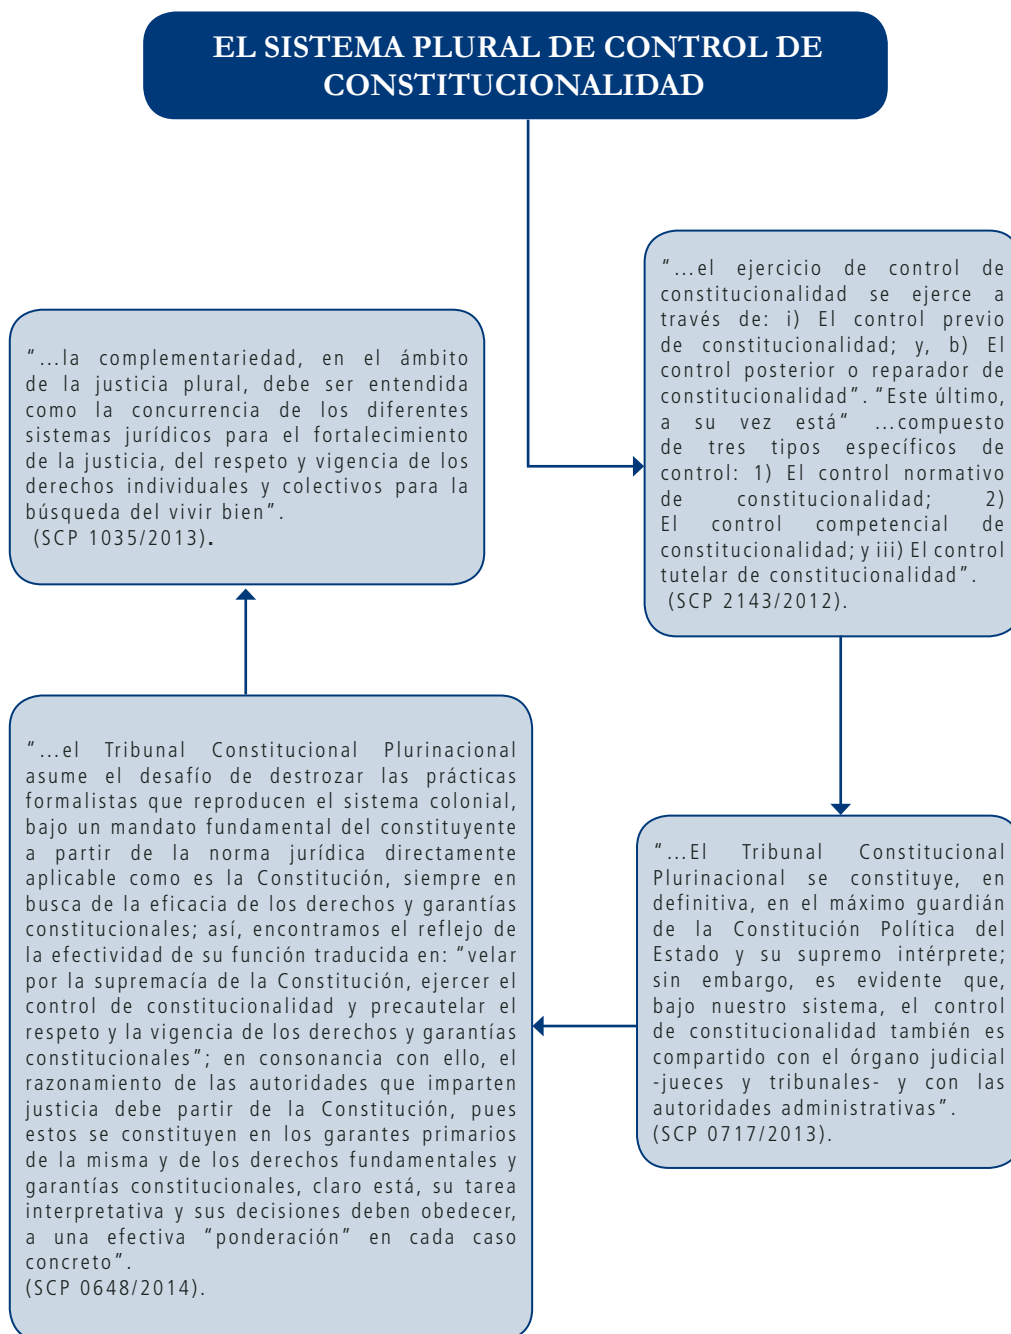 EL SISTEMA PLURAL DE CONTROL DE
CONSTITUCIONALIDAD
"...el ejercicio de control de
constitucionalidad se ejerce a
través de: i) El control previo
de constitucionalidad; y, b) El
control posterior o reparador de
constitucionalidad". "Este último,
a su vez está" ...compuesto
de tres tipos específicos de
control: 1) El control normativo
de constitucionalidad; 2)
El control competencial de
constitucionalidad; y iii) El control
tutelar de constitucionalidad".
(SCP 2143/2012).
"...El Tribunal Constitucional
Plurinacional se constituye, en
definitiva, en el máximo guardián
de la Constitución Política del
Estado y su supremo intérprete;
sin embargo, es evidente que,
bajo nuestro sistema, el control
de constitucionalidad también es
compartido con el órgano judicial
-jueces y tribunales- y con las
autoridades administrativas".
(SCP 0717/2013).
"...el Tribunal Constitucional Plurinacional
asume el desafío de destrozar las prácticas
formalistas que reproducen el sistema colonial,
bajo un mandato fundamental del constituyente
a partir de la norma jurídica directamente
aplicable como es la Constitución, siempre en
busca de la eficacia de los derechos y garantías
constitucionales; así, encontramos el reflejo de
la efectividad de su función traducida en: "velar
por la supremacía de la Constitución, ejercer el
control de constitucionalidad y precautelar el
respeto y la vigencia de los derechos y garantías
constitucionales"; en consonancia con ello, el
razonamiento de las autoridades que imparten
justicia debe partir de la Constitución, pues
estos se constituyen en los garantes primarios
de la misma y de los derechos fundamentales y
garantías constitucionales, claro está, su tarea
interpretativa y sus decisiones deben obedecer,
a una efectiva "ponderación" en cada caso
concreto".
(SCP 0648/2014).
"...la complementariedad, en el ámbito
de la justicia plural, debe ser entendida
como la concurrencia de los diferentes
sistemas jurídicos para el fortalecimiento
de la justicia, del respeto y vigencia de los
derechos individuales y colectivos para la
búsqueda del vivir bien".
(SCP 1035/2013).